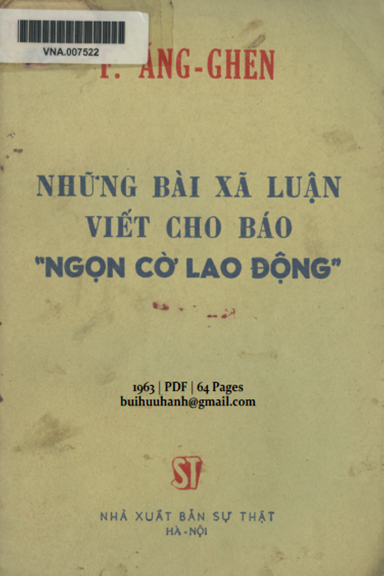 VNA.007522
F. ĂNG-GHEN
NHỮNG BÀI XÃ LUẬN
VIẾT CHO BÁO
"NGỌN CỜ LAO ĐỘNG"
1963 | PDF | 64 Pages
buihuuhanh@gmail.com
ST
NHÀ XUẤT BẢN SỰ THẬT
HÀ-NỘI